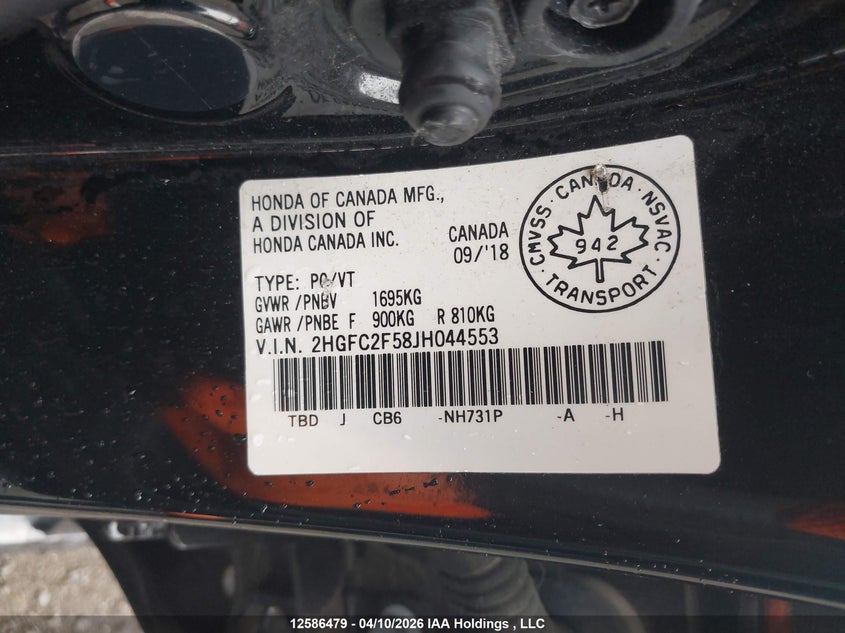 HONDA OF CANADA MFG.,
A DIVISION OF
HONDA CANADA INC.
CANADA
09/'18
CMVSS · CANADA · NSVAC ·
942
TRANSPORT
TYPE: PC/VT
GVWR /PNBV 1695KG
GAWR /PNBE F 900KG R 810KG
V.I.N. 2HGFC2F58JH044553
TBD J CB6 -NH731P -A -H
12586479 - 04/10/2026 IAA Holdings , LLC